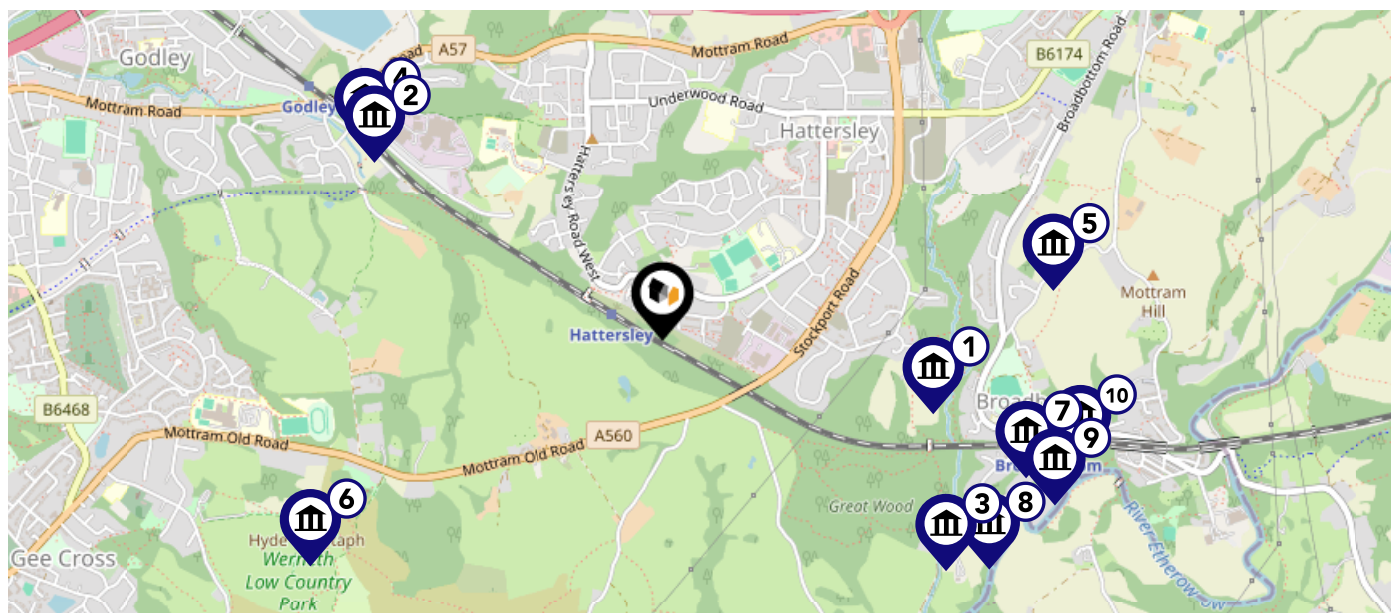 Godley
A57
Mottram Road
B6174
Broadbottom Road
4
2
Godley
Mottram Road
Underwood Road
Hattersley
Hattersley Road West
5
Mottram
Hill
Stockport Road
Hattersley
1
B6468
10
7
9
Mottram Old Road
A560
Mottram Old Road
6
3
8
Great Wood
River Etherow
Gee Cross
Hyde
Werneth
Low Country
Park